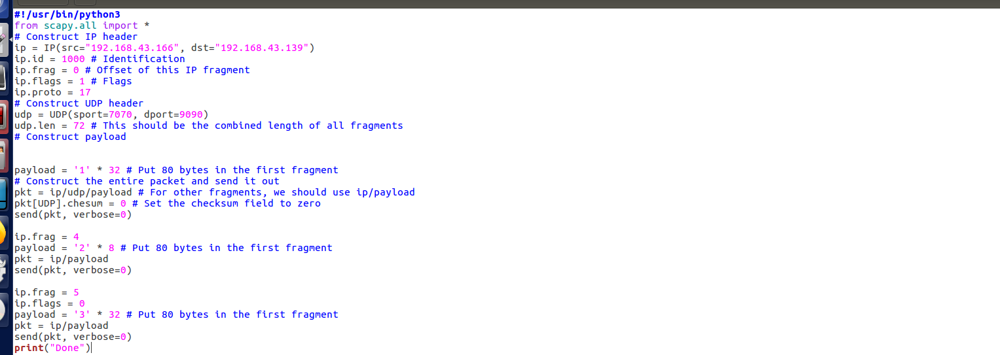 #!/usr/bin/python3
from scapy.all import *
# Construct IP header
ip = IP(src="192.168.43.166", dst="192.168.43.139")
ip.id = 1000 # Identification
ip.frag = 0 # Offset of this IP fragment
ip.flags = 1 # Flags
ip.proto = 17
# Construct UDP header
udp = UDP(sport=7070, dport=9090)
udp.len = 72 # This should be the combined length of all fragments
# Construct payload
payload = '1' * 32 # Put 80 bytes in the first fragment
# Construct the entire packet and send it out
pkt = ip/udp/payload # For other fragments, we should use ip/payload
pkt[UDP].chesum = 0 # Set the checksum field to zero
send(pkt, verbose=0)
ip.frag = 4
payload = '2' * 8 # Put 80 bytes in the first fragment
pkt = ip/payload
send(pkt, verbose=0)
ip.frag = 5
ip.flags = 0
payload = '3' * 32 # Put 80 bytes in the first fragment
pkt = ip/payload
send(pkt, verbose=0)
print("Done")